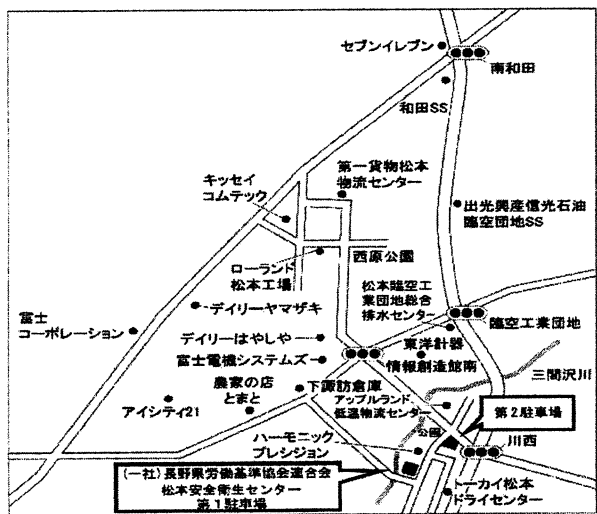 セブンイレブン
南和田
和田SS
キッセイ
コムテック
第一貨物松本
物流センター
出光興産信光石油
臨空団地SS
ローランド
松本工場
西原公園
デイリーヤマザキ
松本臨空工
業団地総合
排水センター
臨空工業団地
富士
コーポレーション
デイリーはやしや
富士電機システムズ
東洋計器
情報創造館南
三間沢川
農家の店
とまと
下諏訪倉庫
アイシティ21
アップルランド
低温物流センター
第2駐車場
公園
川西
ハーモニック
プレシジョン
(一社)長野県労働基準協会連合会
松本安全衛生センター
第1駐車場
トーカイ松本
ドライセンター